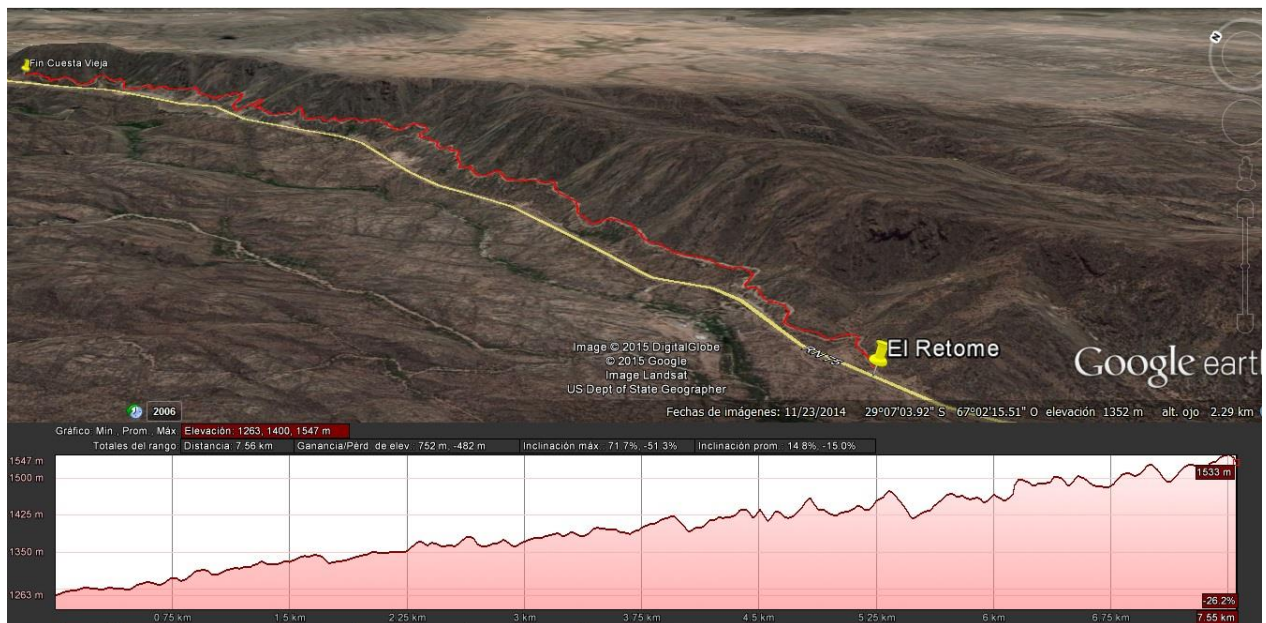 N
Fin Cuesta Vieja
RN 75
El Retome
Image © 2015 DigitalGlobe
© 2015 Google
Image Landsat
US Dept of State Geographer
Google earth
2006
Fechas de imágenes: 11/23/2014 29°07'03.92" S 67°02'15.51" O elevación 1352 m alt. ojo 2.29 km
Gráfico: Mín., Prom., Máx. Elevación: 1263, 1400, 1547 m
Totales del rango: Distancia: 7.56 km Ganancia/Pérd. de elev.: 752 m, -482 m Inclinación máx.: 71.7%, -51.3% Inclinación prom.: 14.8%, -15.0%
1547 m
1500 m
1425 m
1350 m
1263 m
1533 m
-26.2%
0.75 km 1.5 km 2.25 km 3 km 3.75 km 4.5 km 5.25 km 6 km 6.75 km 7.55 km